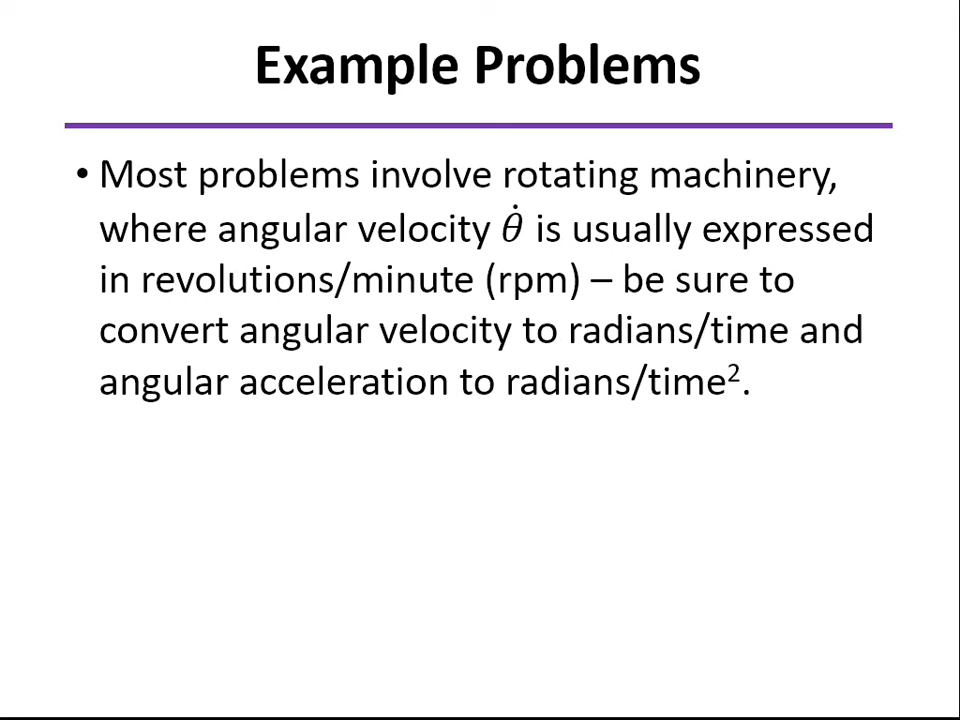 Example Problems
• Most problems involve rotating machinery,
where angular velocity θ̇ is usually expressed
in revolutions/minute (rpm) – be sure to
convert angular velocity to radians/time and
angular acceleration to radians/time².